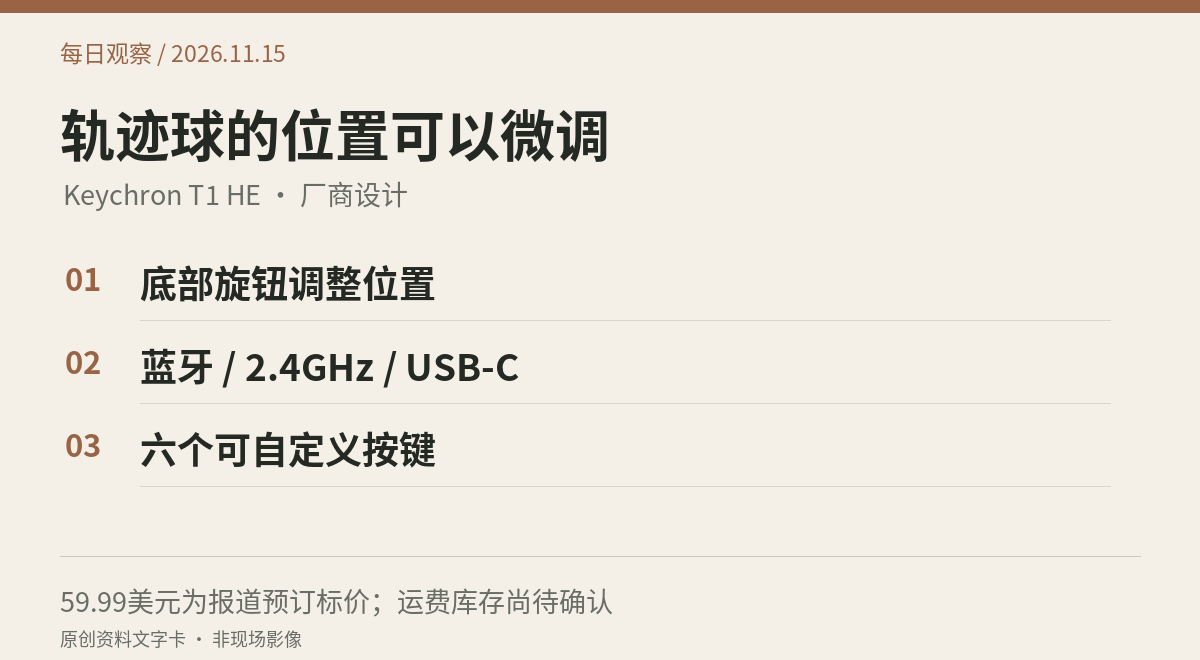 每日观察 / 2026.11.15
轨迹球的位置可以微调
Keychron T1 HE · 厂商设计
01 底部旋钮调整位置
02 蓝牙 / 2.4GHz / USB-C
03 六个可自定义按键
59.99美元为报道预订标价；运费库存尚待确认
原创资料文字卡 · 非现场影像